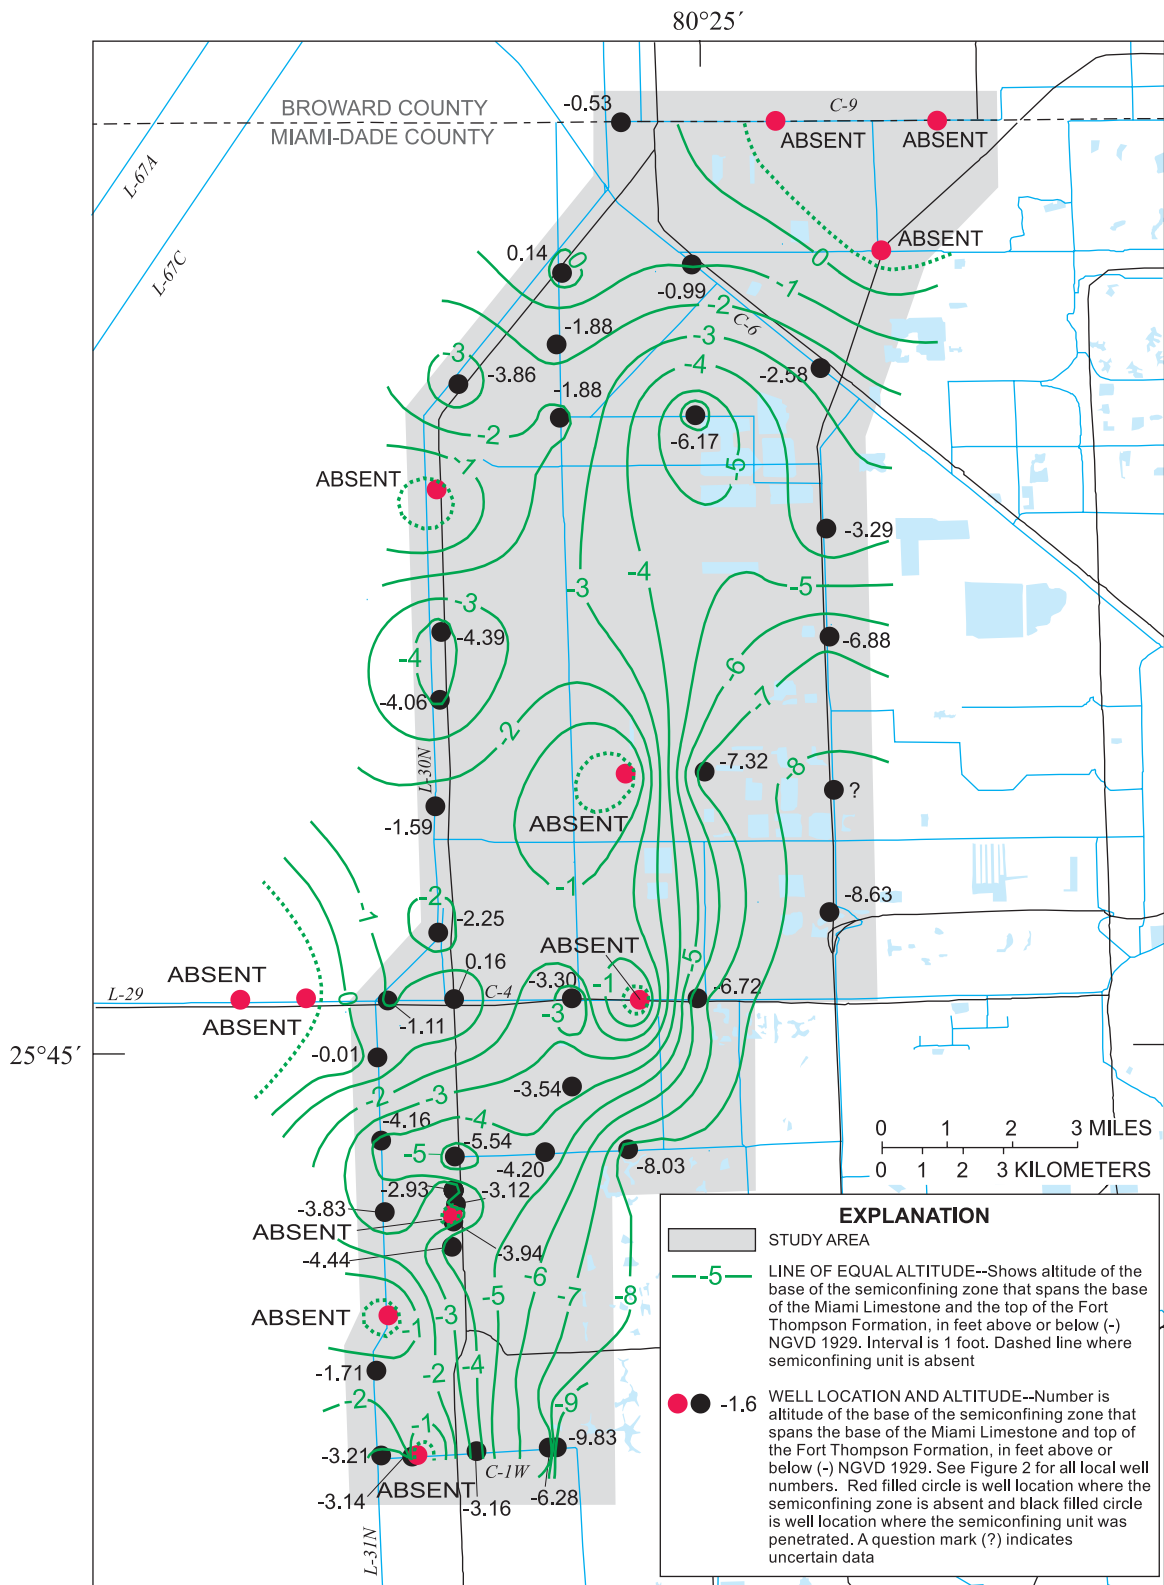 80°25´
BROWARD COUNTY
MIAMI-DADE COUNTY
-0.53
C-9
ABSENT
ABSENT
L-67A
L-67C
ABSENT
0.14
0
0
-0.99
-1
-2
C-6
-1.88
-3
-3
-4
-3.86
-2.58
-1.88
-2
-6.17
-1
-5
ABSENT
-3.29
-3
-4
-5
-3
-4.39
-4
-6.88
-6
-4.06
-7
-2
L-30N
-7.32
-8
?
-1.59
ABSENT
-1
-2
-8.63
-1
-2.25
ABSENT
-5
ABSENT
0.16
-3.30
-1
-6.72
L-29
0
C-4
ABSENT
-1.11
-3
25°45´
-0.01
-2
-3
-3.54
-4.16
-4
-5.54
-5
-4.20
-8.03
-2.93
-3.12
-3.83
ABSENT
-3.94
-4.44
-6
-5
-7
-8
ABSENT
-1
-3
-1.71
-2
-4
-2
-9
-1
-3.21
-9.83
C-1W
-3.14
ABSENT
-3.16
-6.28
L-31N
0 1 2 3 MILES
0 1 2 3 KILOMETERS
EXPLANATION
STUDY AREA
-5
LINE OF EQUAL ALTITUDE--Shows altitude of the
base of the semiconfining zone that spans the base
of the Miami Limestone and the top of the Fort
Thompson Formation, in feet above or below (-)
NGVD 1929. Interval is 1 foot. Dashed line where
semiconfining unit is absent
-1.6
WELL LOCATION AND ALTITUDE--Number is
altitude of the base of the semiconfining zone that
spans the base of the Miami Limestone and top of
the Fort Thompson Formation, in feet above or
below (-) NGVD 1929. See Figure 2 for all local well
numbers. Red filled circle is well location where the
semiconfining zone is absent and black filled circle
is well location where the semiconfining unit was
penetrated. A question mark (?) indicates
uncertain data